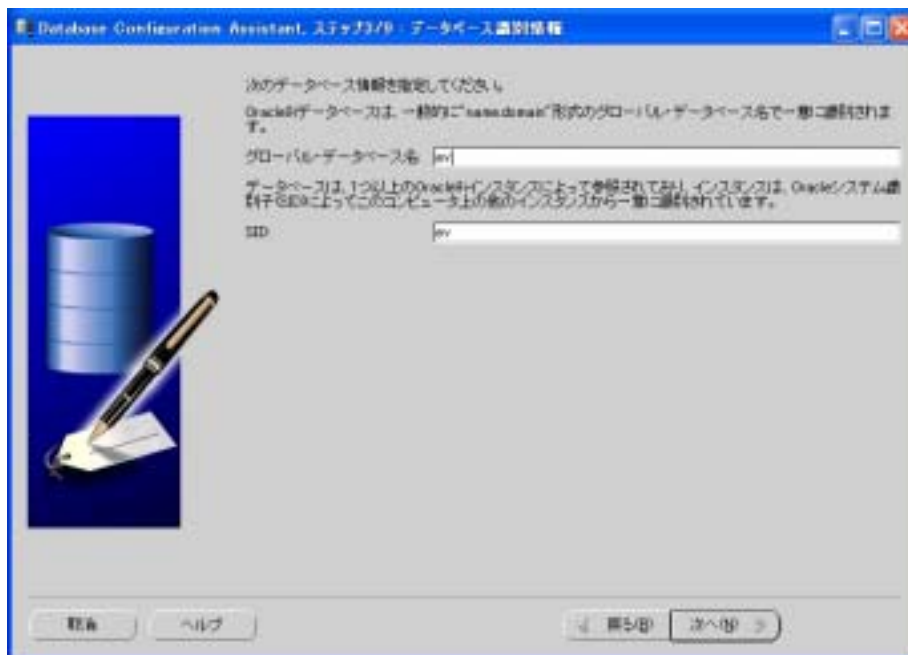 Database Configuration Assistant, ステップ3/8 : データベース識別情報
次のデータベース情報を指定してください。
Oracle9iデータベースは、一般的に"name.domain"形式のグローバル・データベース名で一意に識別されま
す。
グローバル・データベース名
データベースは、1つ以上のOracle9iインスタンスによって参照されており、インスタンスは、Oracleシステム識
別子(SID)によってこのコンピュータ上の他のインスタンスから一意に識別されています。
SID
取消
ヘルプ
戻る(B)
次へ(N)